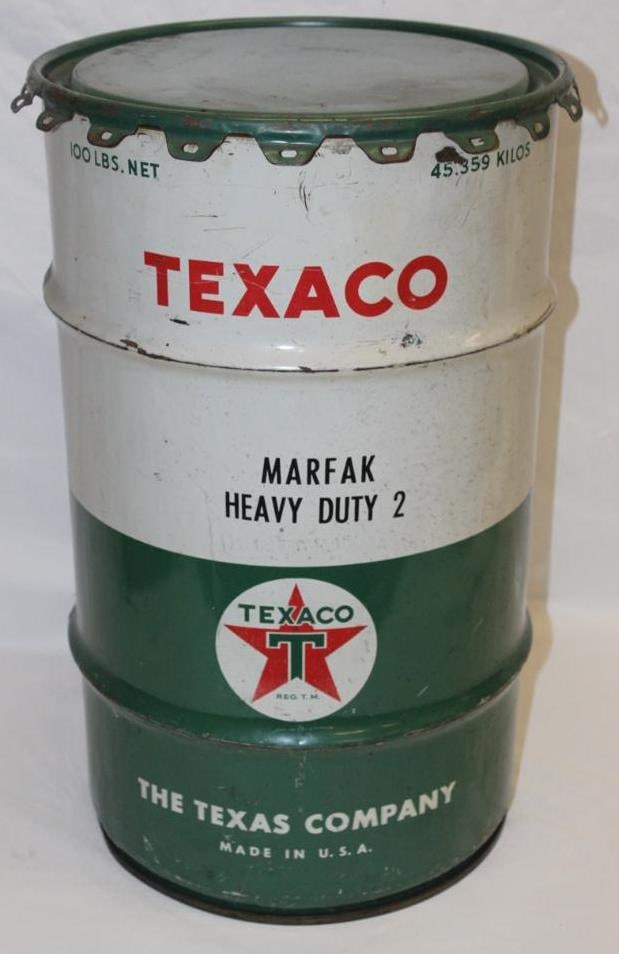 100 LBS. NET
45.359 KILOS
TEXACO
MARFAK
HEAVY DUTY 2
TEXACO
T
REG. T. M.
THE TEXAS COMPANY
MADE IN U. S. A.